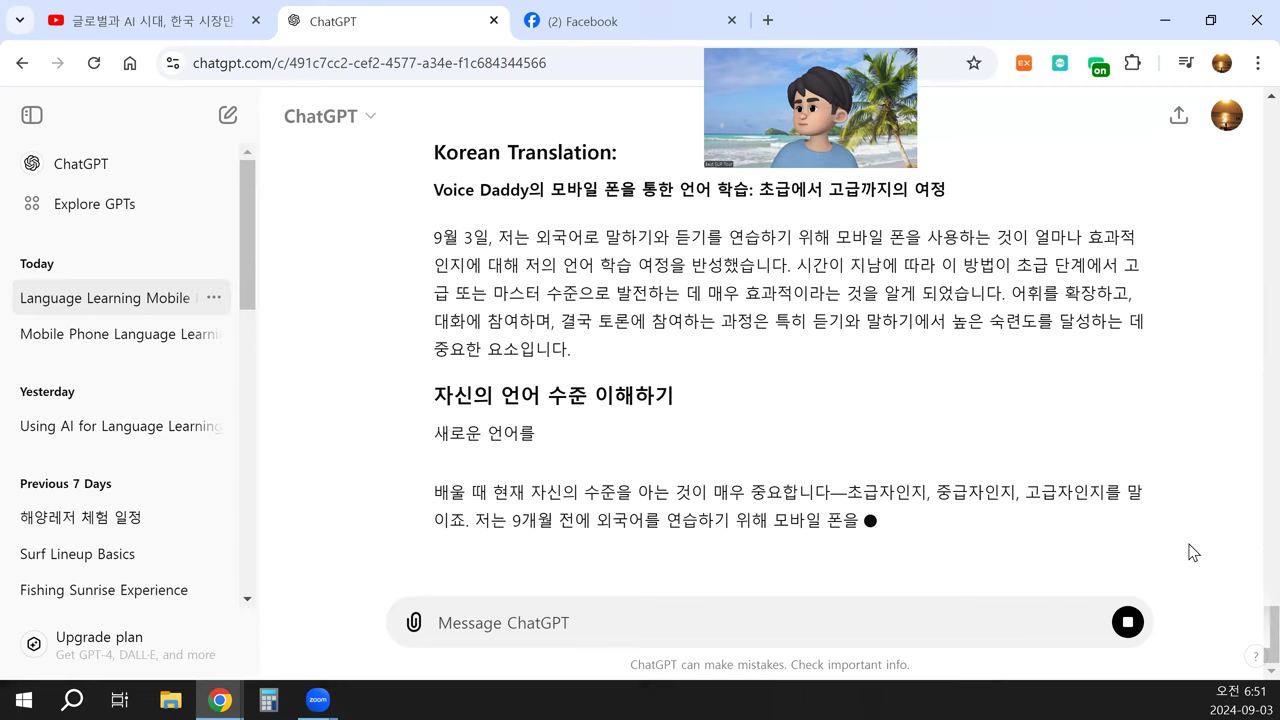 글로벌과 AI 시대, 한국 시장만
ChatGPT
(2) Facebook
chatgpt.com/c/491c7cc2-cef2-4577-a34e-f1c684344566
EX
on
ChatGPT
ChatGPT
Explore GPTs
Today
Language Learning Mobile
Mobile Phone Language Learni
Yesterday
Using AI for Language Learning
Previous 7 Days
해양레저 체험 일정
Surf Lineup Basics
Fishing Sunrise Experience
Upgrade plan
Get GPT-4, DALL·E, and more
Korean Translation:
Voice Daddy의 모바일 폰을 통한 언어 학습: 초급에서 고급까지의 여정
9월 3일, 저는 외국어로 말하기와 듣기를 연습하기 위해 모바일 폰을 사용하는 것이 얼마나 효과적
인지에 대해 저의 언어 학습 여정을 반성했습니다. 시간이 지남에 따라 이 방법이 초급 단계에서 고
급 또는 마스터 수준으로 발전하는 데 매우 효과적이라는 것을 알게 되었습니다. 어휘를 확장하고,
대화에 참여하며, 결국 토론에 참여하는 과정은 특히 듣기와 말하기에서 높은 숙련도를 달성하는 데
중요한 요소입니다.
자신의 언어 수준 이해하기
새로운 언어를
배울 때 현재 자신의 수준을 아는 것이 매우 중요합니다—초급자인지, 중급자인지, 고급자인지를 말
이죠. 저는 9개월 전에 외국어를 연습하기 위해 모바일 폰을
Message ChatGPT
ChatGPT can make mistakes. Check important info.
?
zoom
오전 6:51
2024-09-03